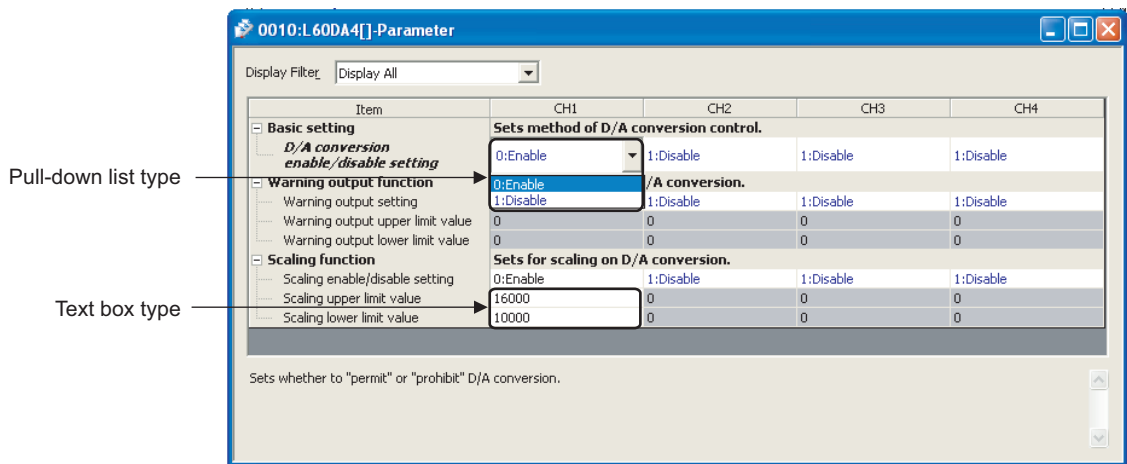 0010:L60DA4[]-Parameter
Display Filter Display All
Item CH1 CH2 CH3 CH4
Basic setting Sets method of D/A conversion control.
D/A conversion
enable/disable setting 0:Enable 1:Disable 1:Disable 1:Disable
Pull-down list type
Warning output function 0:Enable /A conversion.
Warning output setting 1:Disable 1:Disable 1:Disable 1:Disable
Warning output upper limit value 0 0 0 0
Warning output lower limit value 0 0 0 0
Scaling function Sets for scaling on D/A conversion.
Scaling enable/disable setting 0:Enable 1:Disable 1:Disable 1:Disable
Text box type
Scaling upper limit value 16000 0 0 0
Scaling lower limit value 10000 0 0 0
Sets whether to "permit" or "prohibit" D/A conversion.